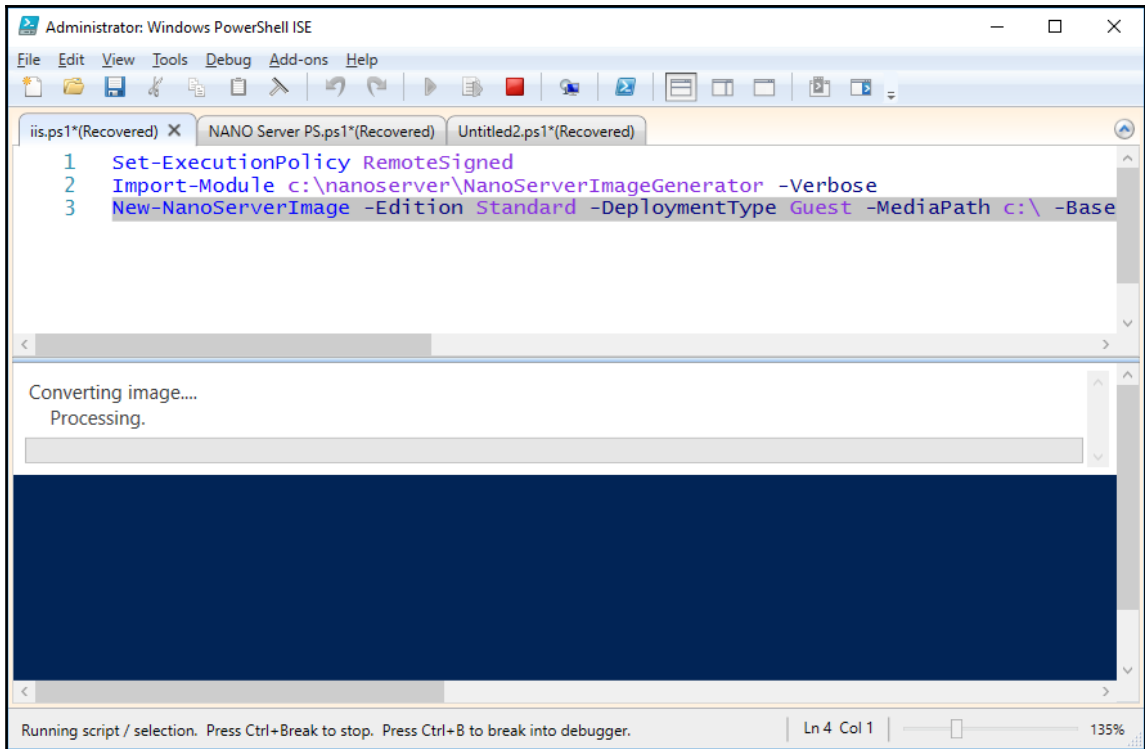 Administrator: Windows PowerShell ISE
File Edit View Tools Debug Add-ons Help
iis.ps1*(Recovered) NANO Server PS.ps1*(Recovered) Untitled2.ps1*(Recovered)
1 Set-ExecutionPolicy RemoteSigned
2 Import-Module c:\nanoserver\NanoServerImageGenerator -Verbose
3 New-NanoServerImage -Edition Standard -DeploymentType Guest -MediaPath c:\ -Base
Converting image....
Processing.
Running script / selection. Press Ctrl+Break to stop. Press Ctrl+B to break into debugger. Ln 4 Col 1 135%